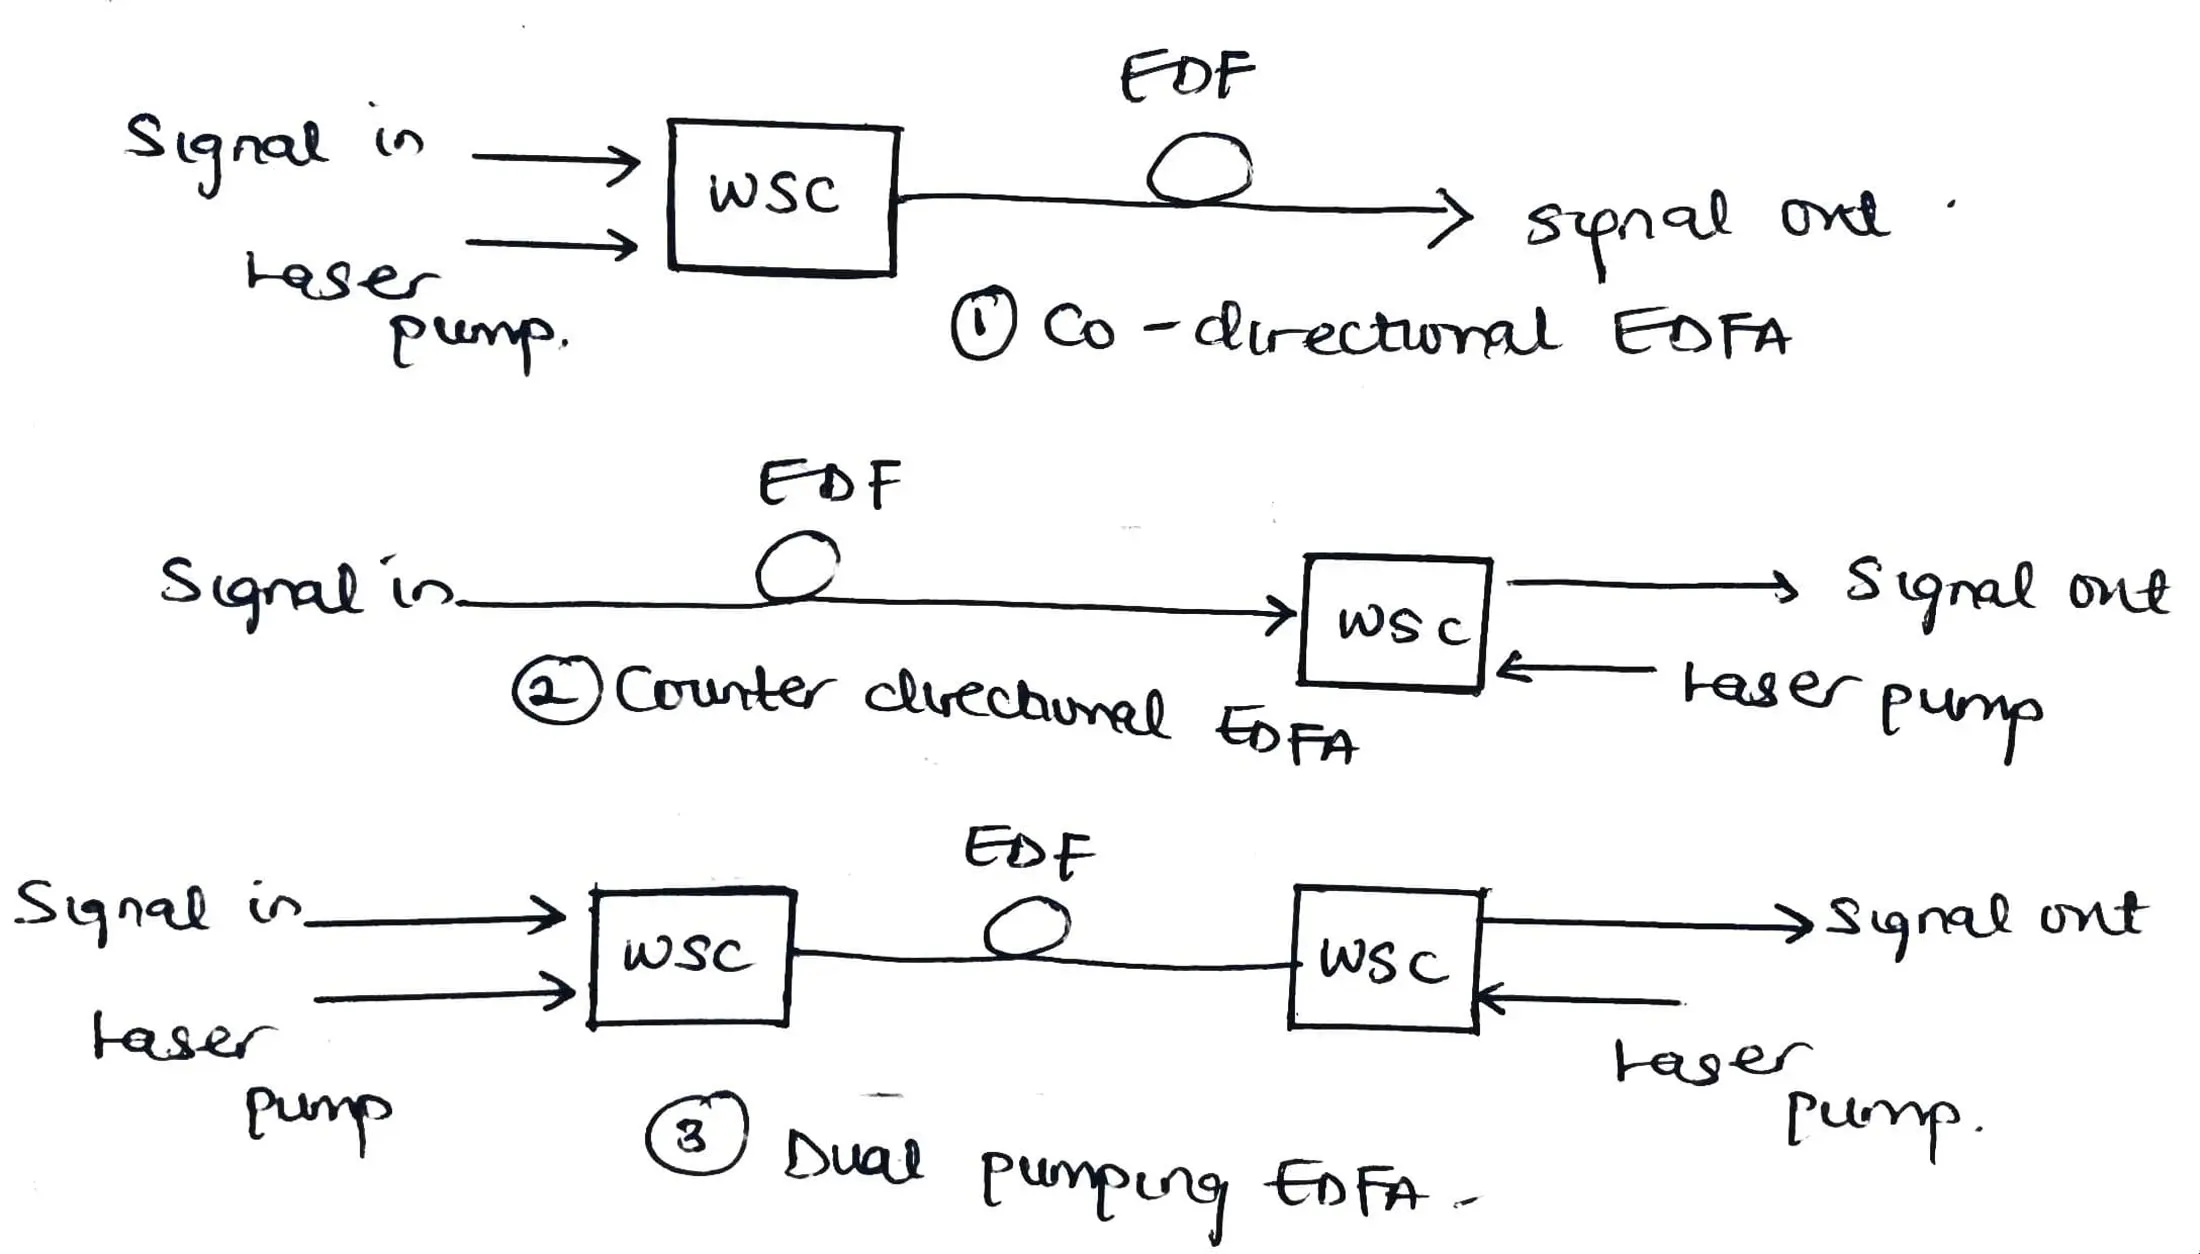 EDF
Signal in
WSC
Signal out.
Laser
pump.
① Co-directional EDFA
EDF
Signal in
WSC
Signal out
Laser pump
② Counter directional EDFA
EDF
Signal in
WSC
WSC
Signal out
Laser
pump
Laser
pump.
③ Dual pumping EDFA.